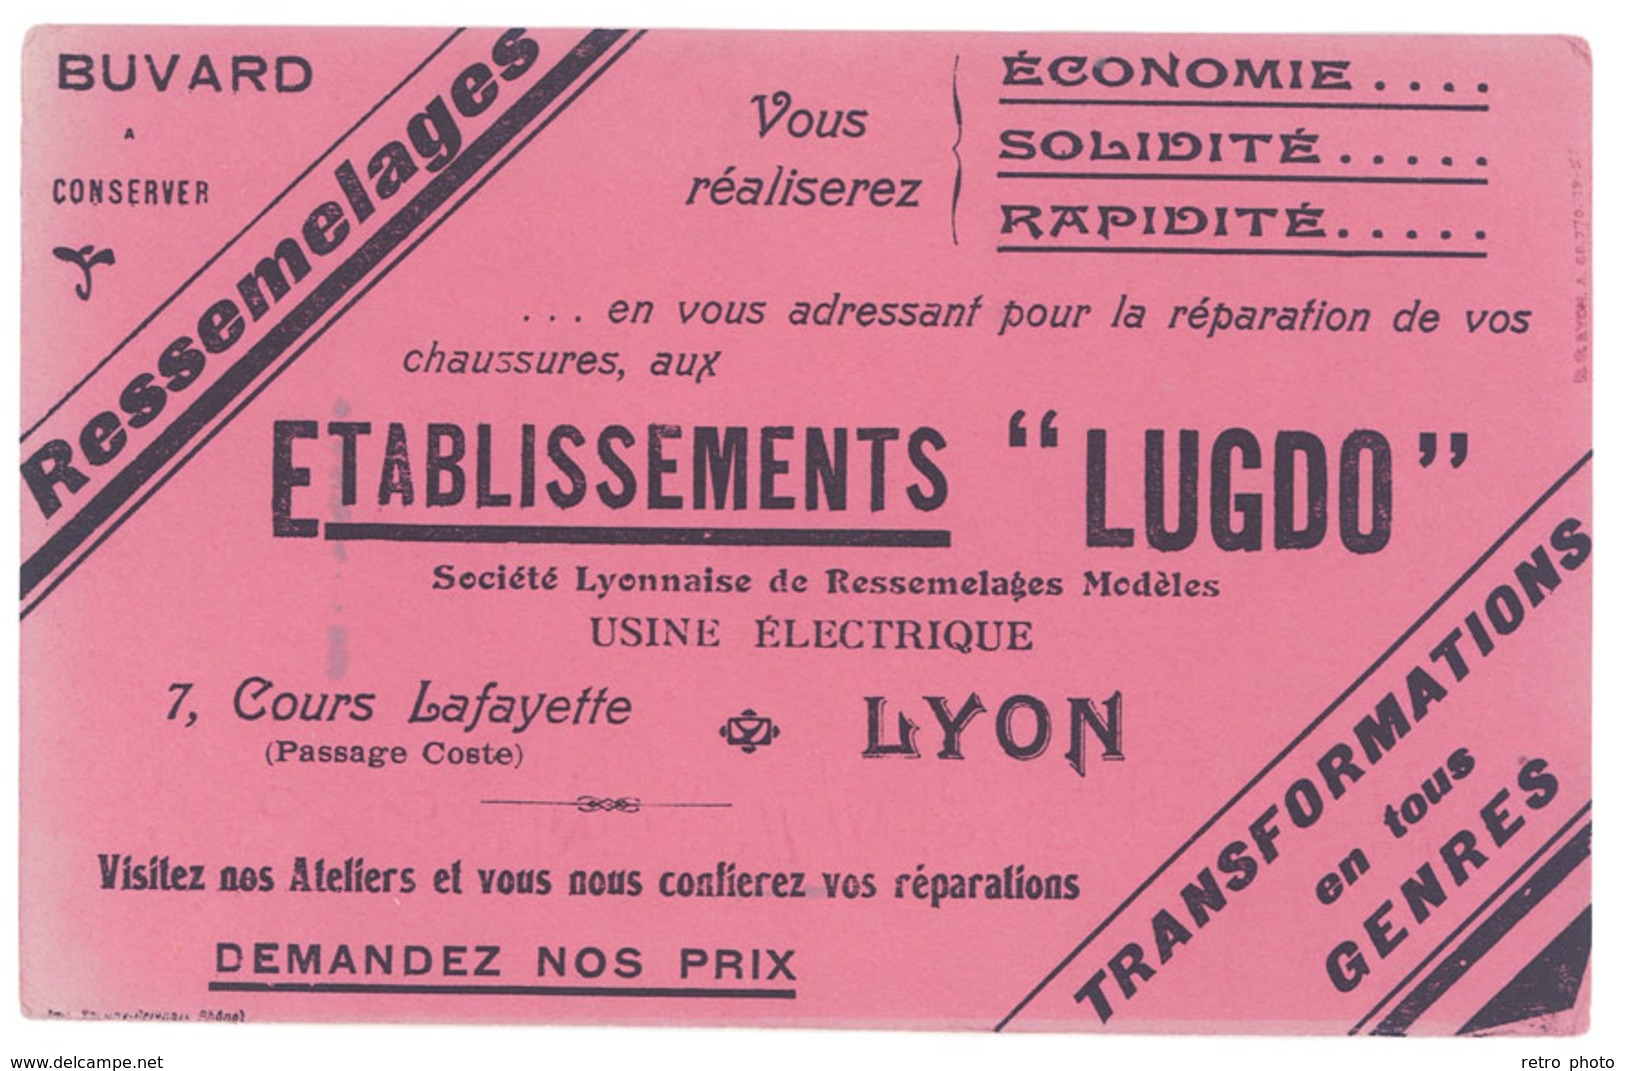 BUVARD
A
CONSERVER
Ressemelages
Vous
réaliserez
ÉCONOMIE....
SOLIDITÉ.....
RAPIDITÉ.....
... en vous adressant pour la réparation de vos
chaussures, aux
ETABLISSEMENTS “LUGDO”
Société Lyonnaise de Ressemelages Modèles
USINE ÉLECTRIQUE
7, Cours Lafayette LYON
(Passage Coste)
Visitez nos Ateliers et vous nous confierez vos réparations
DEMANDEZ NOS PRIX
TRANSFORMATIONS
en tous
GENRES
www.delcampe.net
retro photo